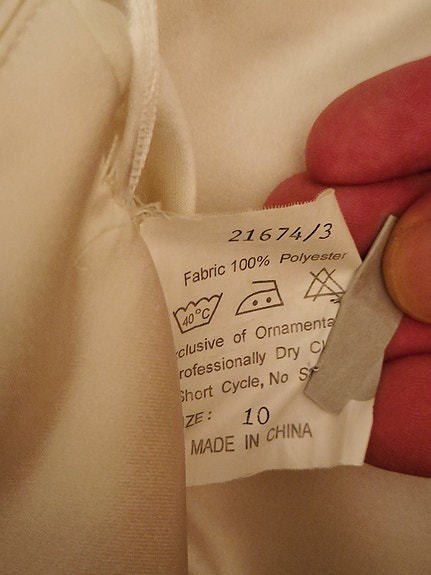 21674/3
Fabric 100% Polyester
40°C
clusive of Ornamenta
rofessionally Dry Cl
Short Cycle, No S
ZE: 10
MADE IN CHINA